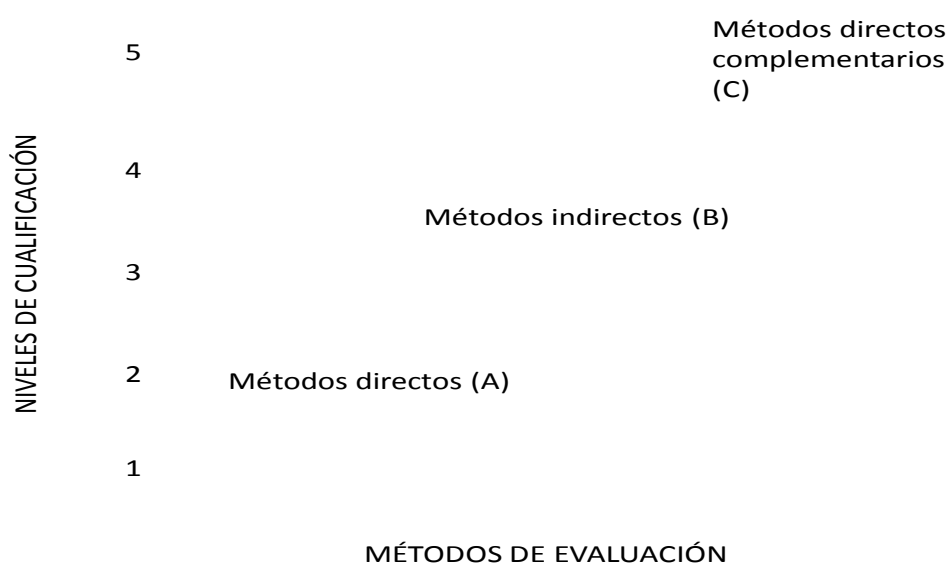 Métodos directos
complementarios
(C)
5
4
Métodos indirectos (B)
3
2
Métodos directos (A)
1
NIVELES DE CUALIFICACIÓN
MÉTODOS DE EVALUACIÓN